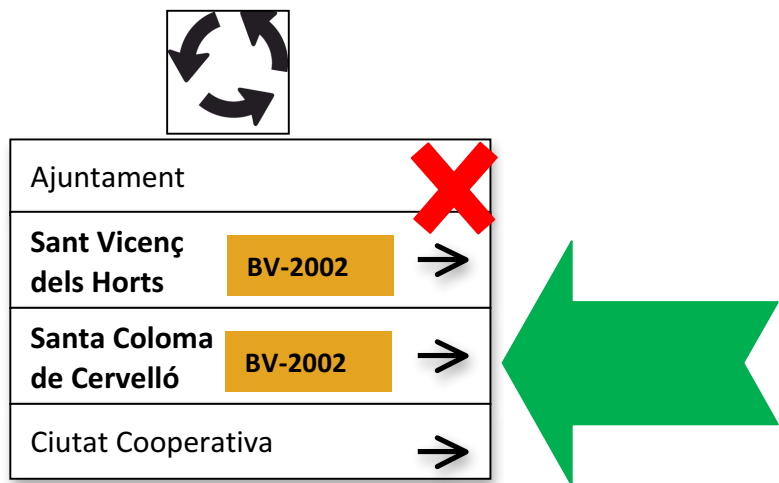 Ajuntament
Sant Vicenç
dels Horts
BV-2002
Santa Coloma
de Cervelló
BV-2002
Ciutat Cooperativa